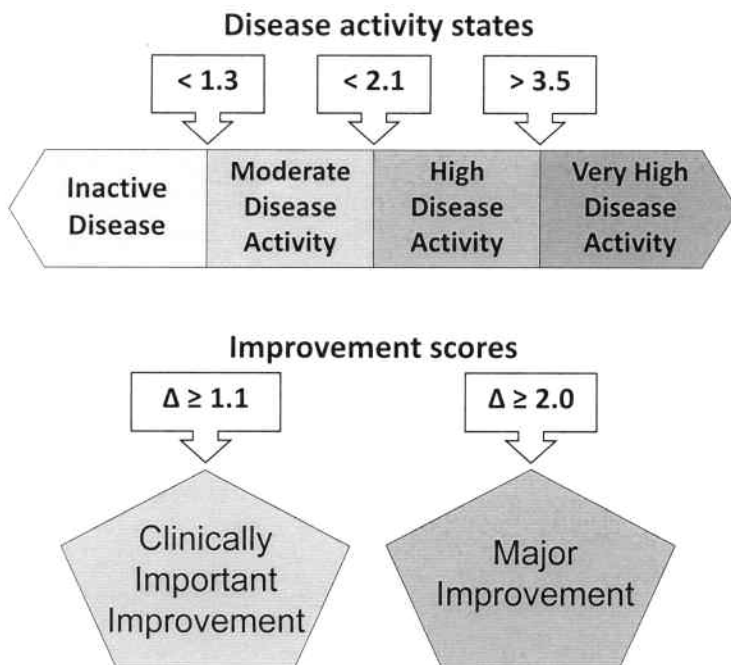 Disease activity states
< 1.3
< 2.1
> 3.5
Inactive
Disease
Moderate
Disease
Activity
High
Disease
Activity
Very High
Disease
Activity
Improvement scores
Δ ≥ 1.1
Δ ≥ 2.0
Clinically
Important
Improvement
Major
Improvement